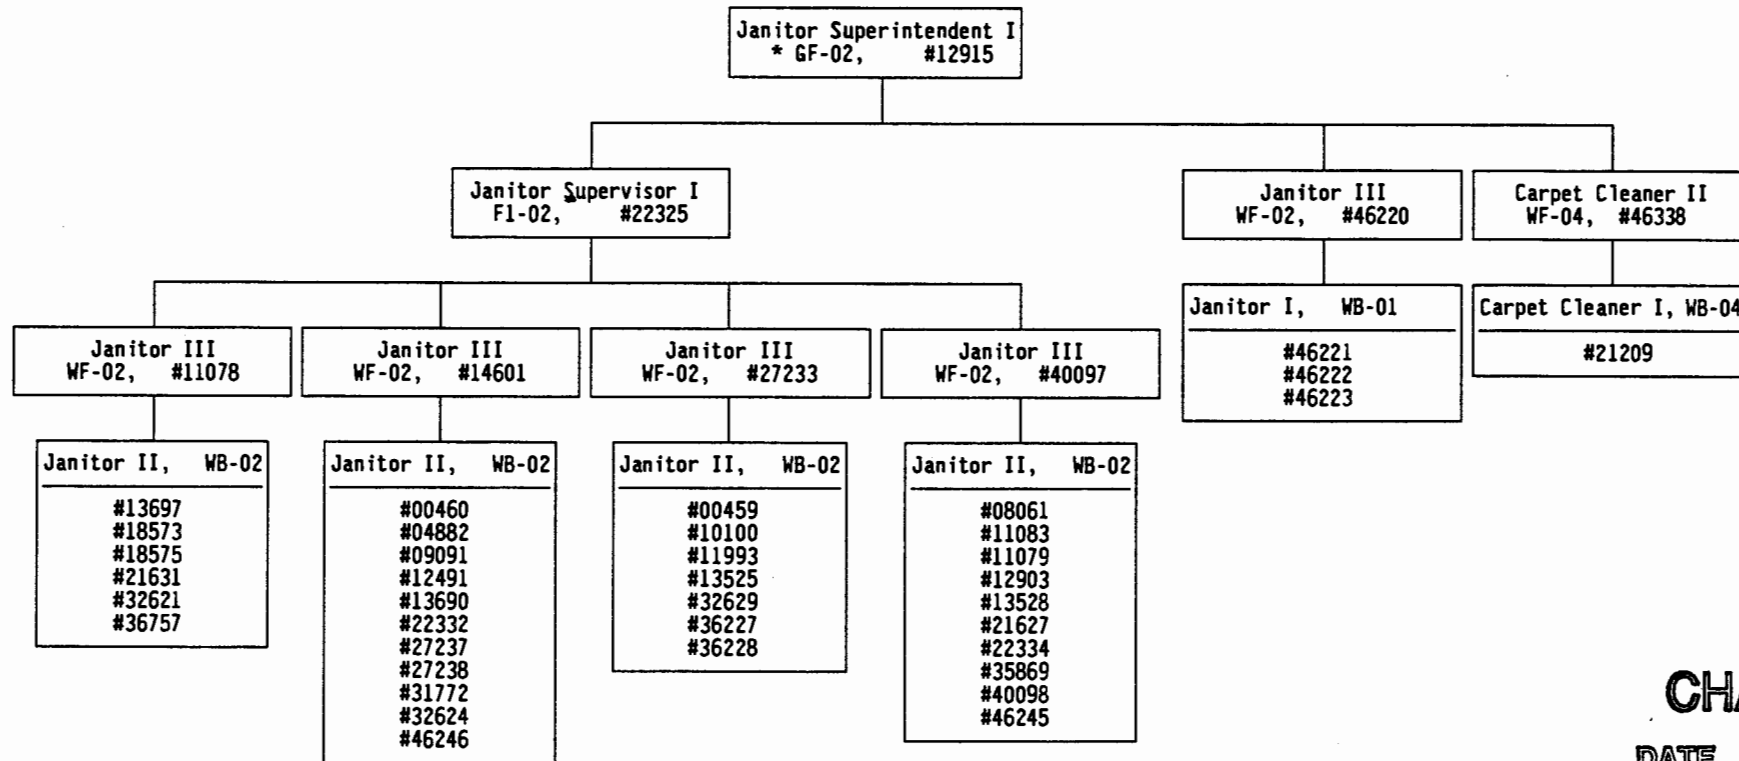 Janitor Superintendent I
* GF-02, #12915
Janitor Supervisor I
F1-02, #22325
Janitor III
WF-02, #46220
Carpet Cleaner II
WF-04, #46338
Janitor I, WB-01
#46221
#46222
#46223
Carpet Cleaner I, WB-04
#21209
Janitor III
WF-02, #11078
Janitor III
WF-02, #14601
Janitor III
WF-02, #27233
Janitor III
WF-02, #40097
Janitor II, WB-02
#13697
#18573
#18575
#21631
#32621
#36757
Janitor II, WB-02
#00460
#04882
#09091
#12491
#13690
#22332
#27237
#27238
#31772
#32624
#46246
Janitor II, WB-02
#00459
#10100
#11993
#13525
#32629
#36227
#36228
Janitor II, WB-02
#08061
#11083
#11079
#12903
#13528
#21627
#22334
#35869
#40098
#46245
CHA
DATE